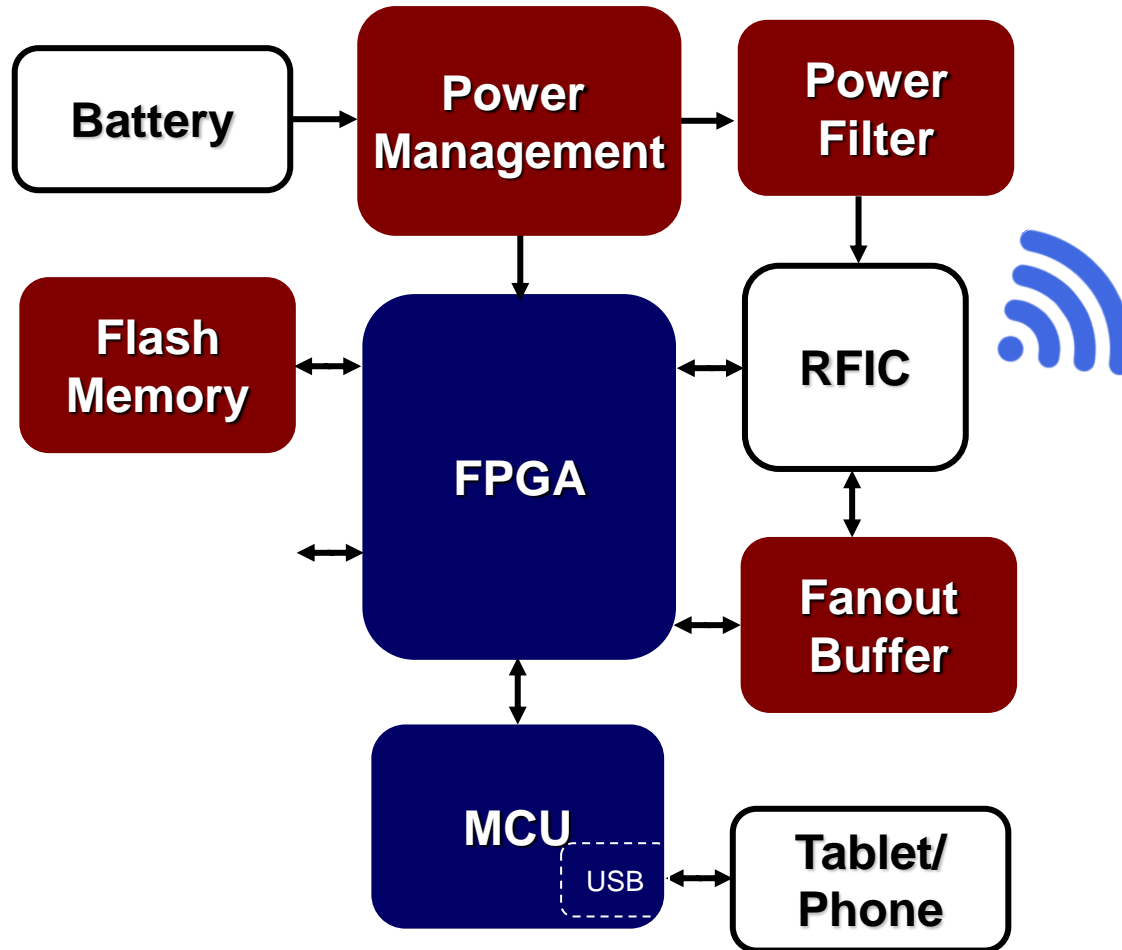 Battery
Power
Management
Power
Filter
Flash
Memory
FPGA
RFIC
Fanout
Buffer
MCU
USB
Tablet/
Phone